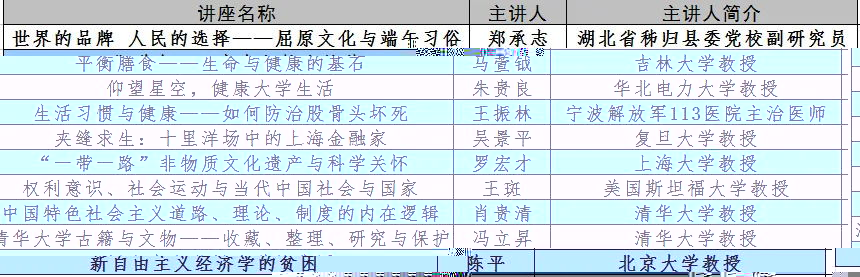 讲座名称 主讲人 主讲人简介
世界的品牌 人民的选择——屈原文化与端午习俗 郑承志 湖北省秭归县委党校副研究员
平衡膳食——生命与健康的基石 马萱钺 吉林大学教授
仰望星空，健康大学生活 朱贵良 华北电力大学教授
生活习惯与健康——如何防治股骨头坏死 王振林 宁波解放军113医院主治医师
夹缝求生：十里洋场中的上海金融家 吴景平 复旦大学教授
“一带一路”非物质文化遗产与科学关怀 罗宏才 上海大学教授
权利意识、社会运动与当代中国社会与国家 王斑 美国斯坦福大学教授
中国特色社会主义道路、理论、制度的内在逻辑 肖贵清 清华大学教授
清华大学古籍与文物——收藏、整理、研究与保护 冯立昇 清华大学教授
新自由主义经济学的贫困 陈平 北京大学教授